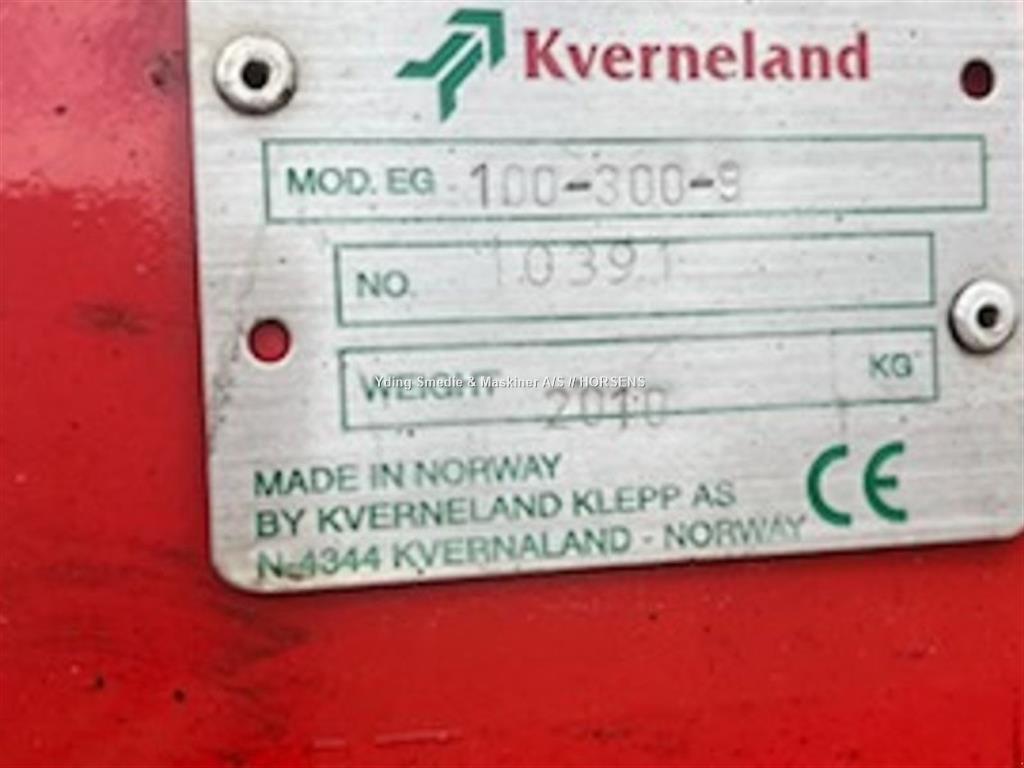 Kverneland
MOD. EG 100-300-9
NO. 10391
WEIGHT 2010 KG
Yding Smedie & Maskiner A/S // HORSENS
MADE IN NORWAY
BY KVERNELAND KLEPP AS
N-4344 KVERNALAND - NORWAY
CE